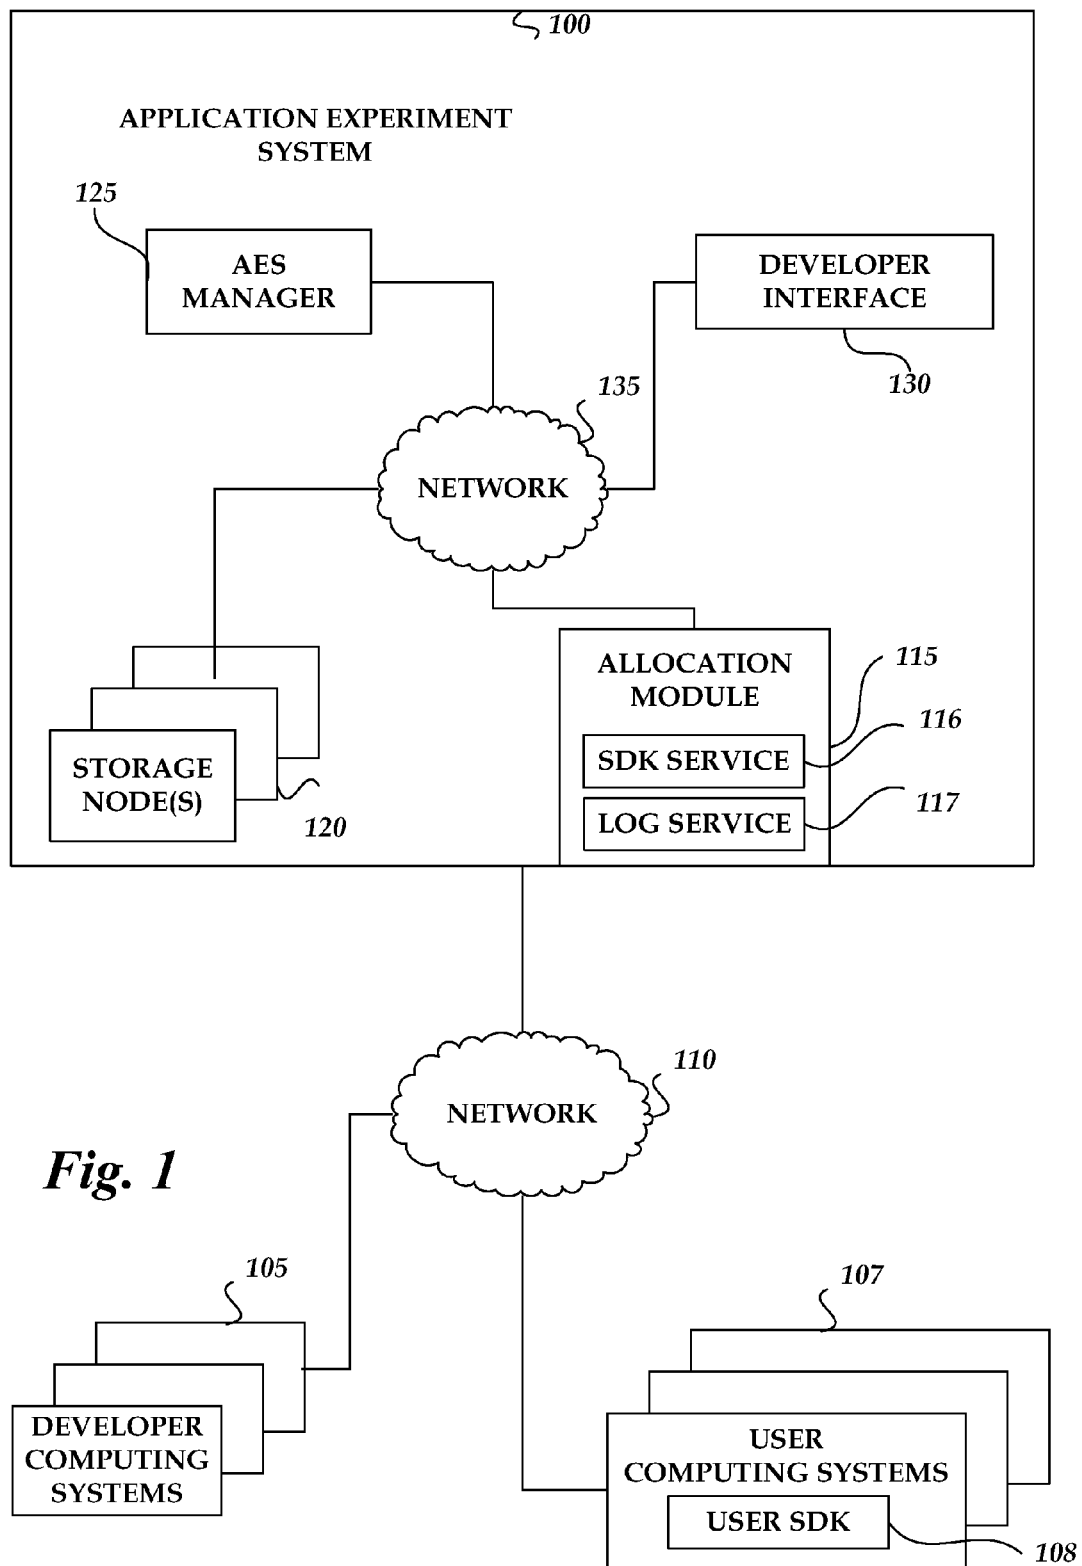 100
APPLICATION EXPERIMENT
SYSTEM
125
AES
MANAGER
DEVELOPER
INTERFACE
130
135
NETWORK
STORAGE
NODE(S)
120
ALLOCATION
MODULE
115
SDK SERVICE
116
LOG SERVICE
117
NETWORK
110
Fig. 1
105
DEVELOPER
COMPUTING
SYSTEMS
107
USER
COMPUTING SYSTEMS
USER SDK
108